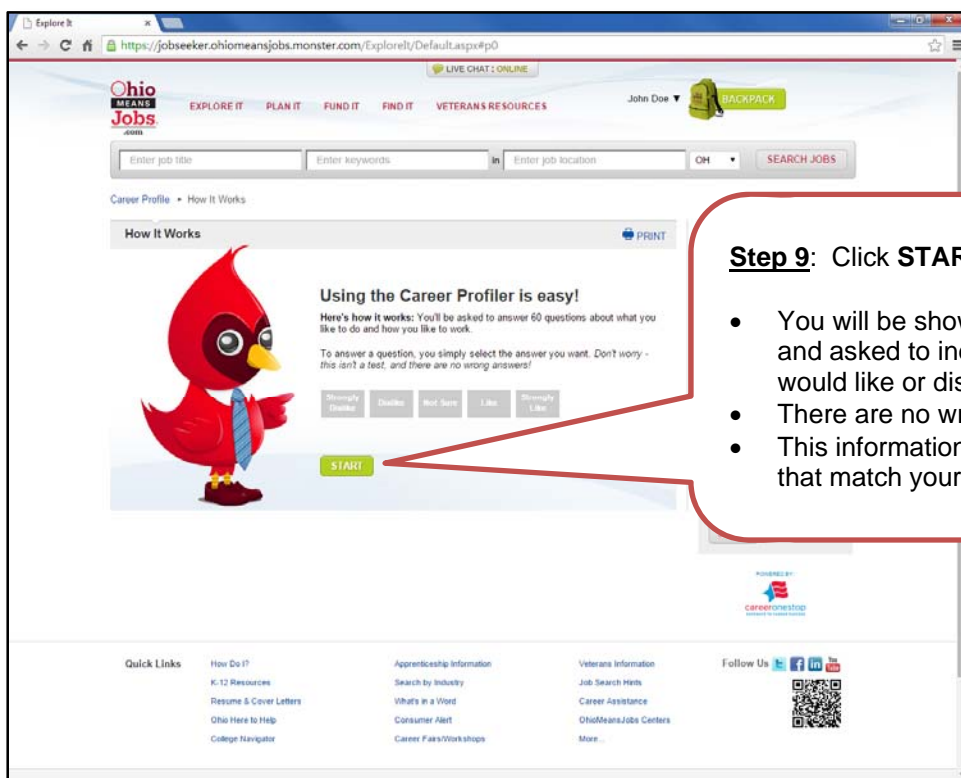 Explore It
https://jobseeker.ohiomeansjobs.monster.com/ExploreIt/Default.aspx#p0
LIVE CHAT : ONLINE
Ohio
MEANS
Jobs
.com
EXPLORE IT PLAN IT FUND IT FIND IT VETERANS RESOURCES
John Doe ▼
BACKPACK
Enter job title
Enter keywords
in
Enter job location
OH
SEARCH JOBS
Career Profile • How It Works
How It Works
PRINT
Using the Career Profiler is easy!
Here's how it works: You'll be asked to answer 60 questions about what you
like to do and how you like to work.
To answer a question, you simply select the answer you want. Don't worry -
this isn't a test, and there are no wrong answers!
Strongly
Dislike
Dislike
Not Sure
Like
Strongly
Like
START
Step 9: Click STAR
• You will be show
and asked to in
would like or dis
• There are no w
• This information
that match your
POWERED BY:
careeronestop
Quick Links
How Do I?
K-12 Resources
Resume & Cover Letters
Ohio Here to Help
College Navigator
Apprenticeship Information
Search by Industry
What's in a Word
Consumer Alert
Career Fairs/Workshops
Veterans Information
Job Search Hints
Career Assistance
OhioMeansJobs Centers
More...
Follow Us
You
Tube